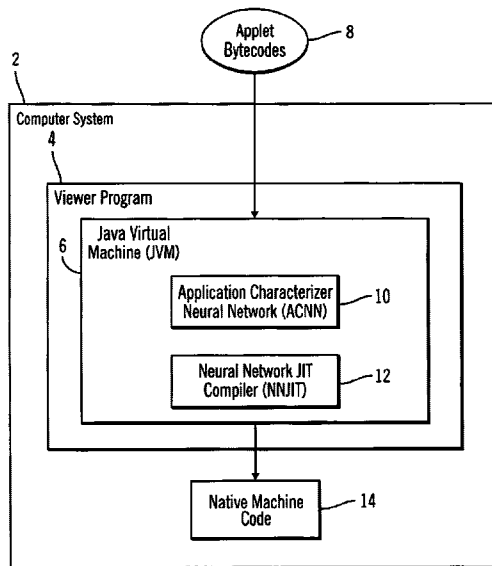 Applet
Bytecodes
8
2
Computer System
4
Viewer Program
6
Java Virtual
Machine (JVM)
Application Characterizer
Neural Network (ACNN)
10
Neural Network JIT
Compiler (NNJIT)
12
Native Machine
Code
14